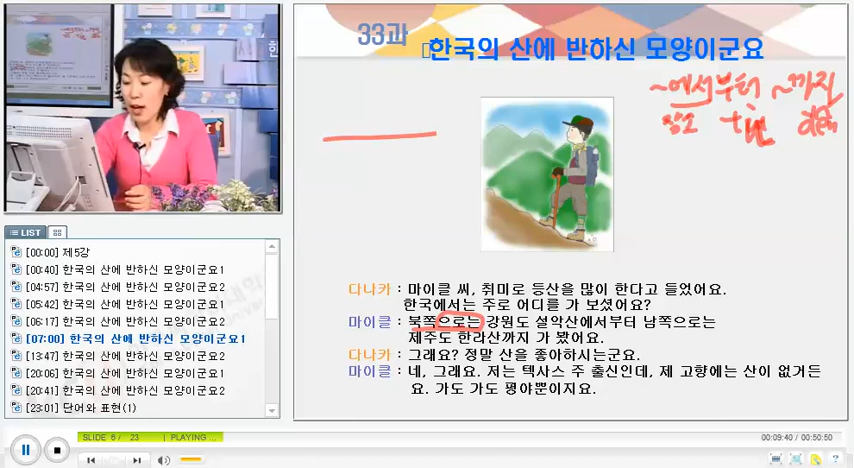 33과 한국의 산에 반하신 모양이군요
~에서부터 ~까지
장소
다나카 : 마이클 씨, 취미로 등산을 많이 한다고 들었어요.
한국에서는 주로 어디를 가 보셨어요?
마이클 : 북쪽으로는 강원도 설악산에서부터 남쪽으로는
제주도 한라산까지 가 봤어요.
다나카 : 그래요? 정말 산을 좋아하시는군요.
마이클 : 네, 그래요. 저는 텍사스 주 출신인데, 제 고향에는 산이 없거든
요. 가도 가도 평야뿐이지요.
LIST
[00:00] 제5강
[00:40] 한국의 산에 반하신 모양이군요1
[04:57] 한국의 산에 반하신 모양이군요2
[05:42] 한국의 산에 반하신 모양이군요1
[06:17] 한국의 산에 반하신 모양이군요2
[07:00] 한국의 산에 반하신 모양이군요1
[13:47] 한국의 산에 반하신 모양이군요2
[20:06] 한국의 산에 반하신 모양이군요1
[20:41] 한국의 산에 반하신 모양이군요2
[23:01] 단어와 표현(1)
SLIDE 6 / 23 | PLAYING ...
00:09:40 / 00:50:50